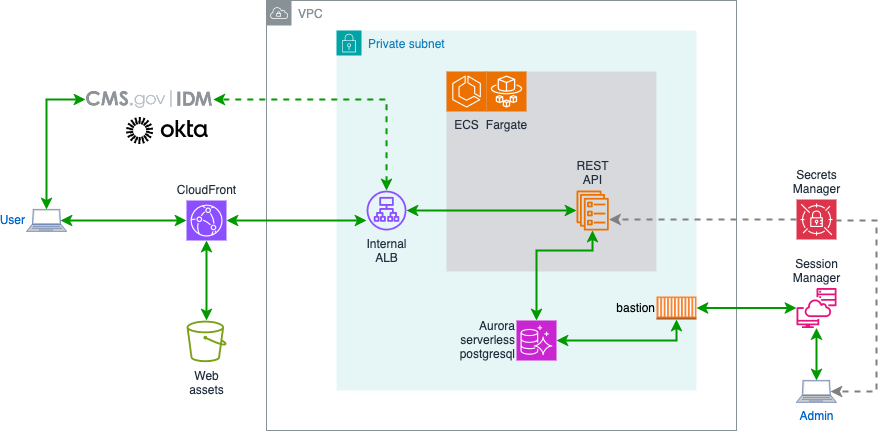 VPC
Private subnet
CMS.gov|IDM
okta
ECS Fargate
REST
API
Secrets
Manager
CloudFront
User
Internal
ALB
Session
Manager
bastion
Aurora
serverless
postgresql
Web
assets
Admin